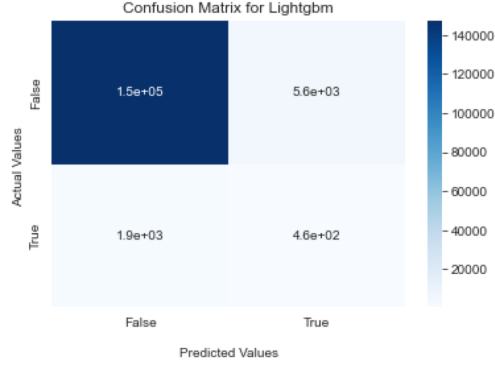 Confusion Matrix for Lightgbm
False
1.5e+05
5.6e+03
Actual Values
True
1.9e+03
4.6e+02
False
True
Predicted Values
140000
120000
100000
80000
60000
40000
20000